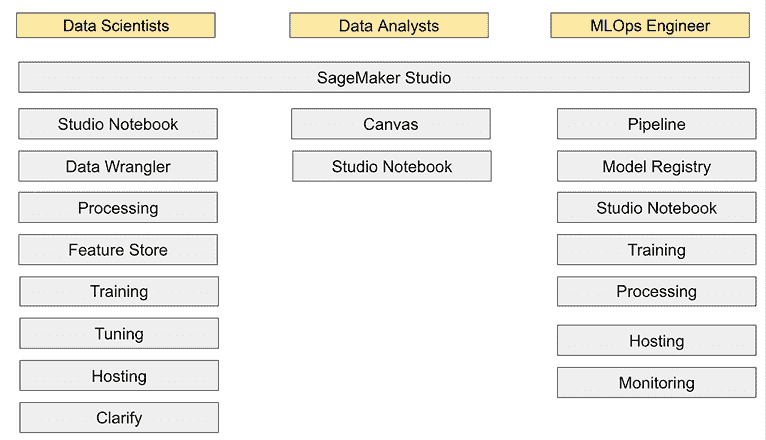 Data Scientists
Data Analysts
MLOps Engineer
SageMaker Studio
Studio Notebook
Data Wrangler
Processing
Feature Store
Training
Tuning
Hosting
Clarify
Canvas
Studio Notebook
Pipeline
Model Registry
Studio Notebook
Training
Processing
Hosting
Monitoring